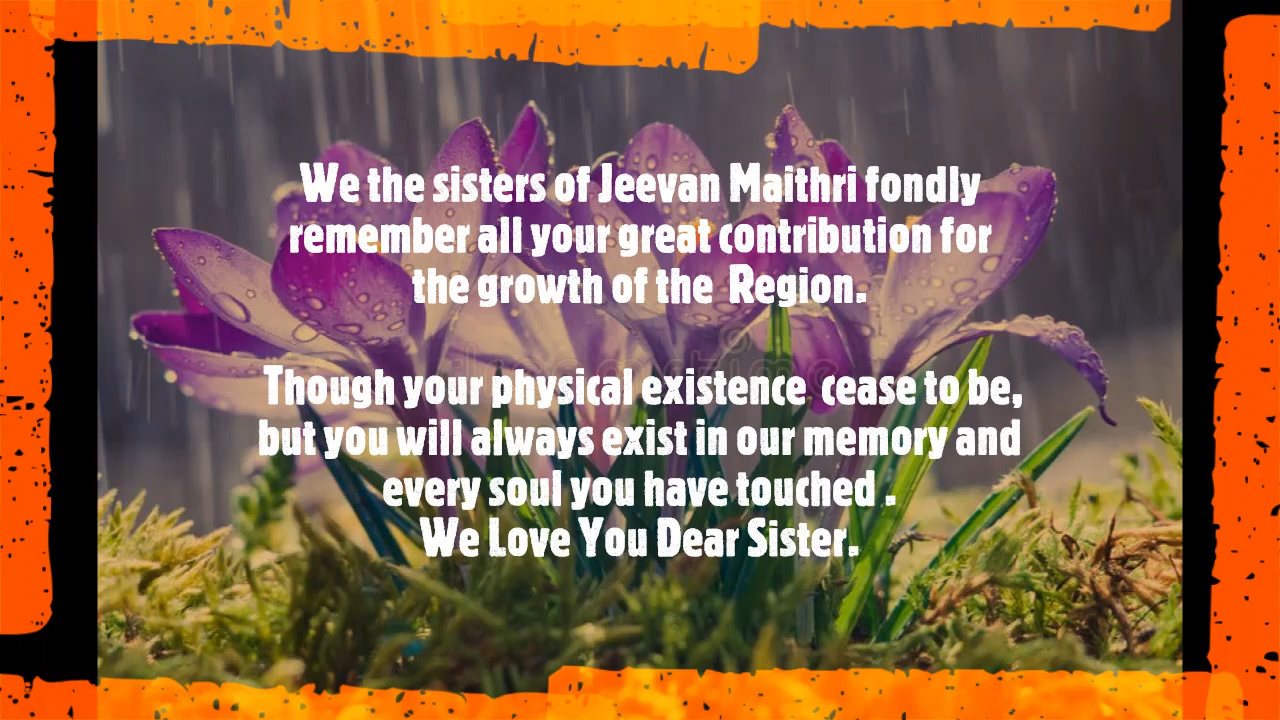 We the sisters of Jeevan Maithri fondly
remember all your great contribution for
the growth of the Region.
Though your physical existence cease to be,
but you will always exist in our memory and
every soul you have touched .
We Love You Dear Sister.